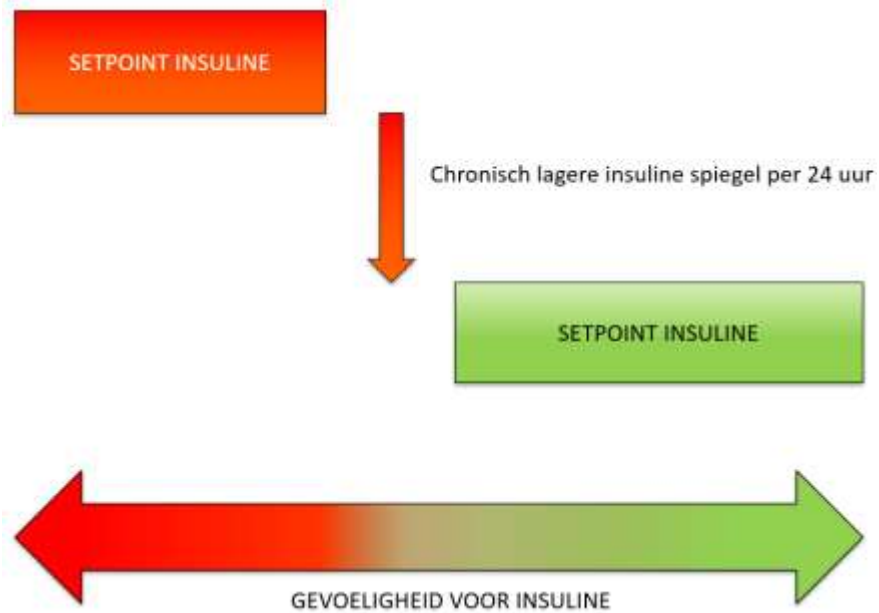 SETPOINT INSULINE
Chronisch lagere insuline spiegel per 24 uur
SETPOINT INSULINE
GEVOELIGHEID VOOR INSULINE